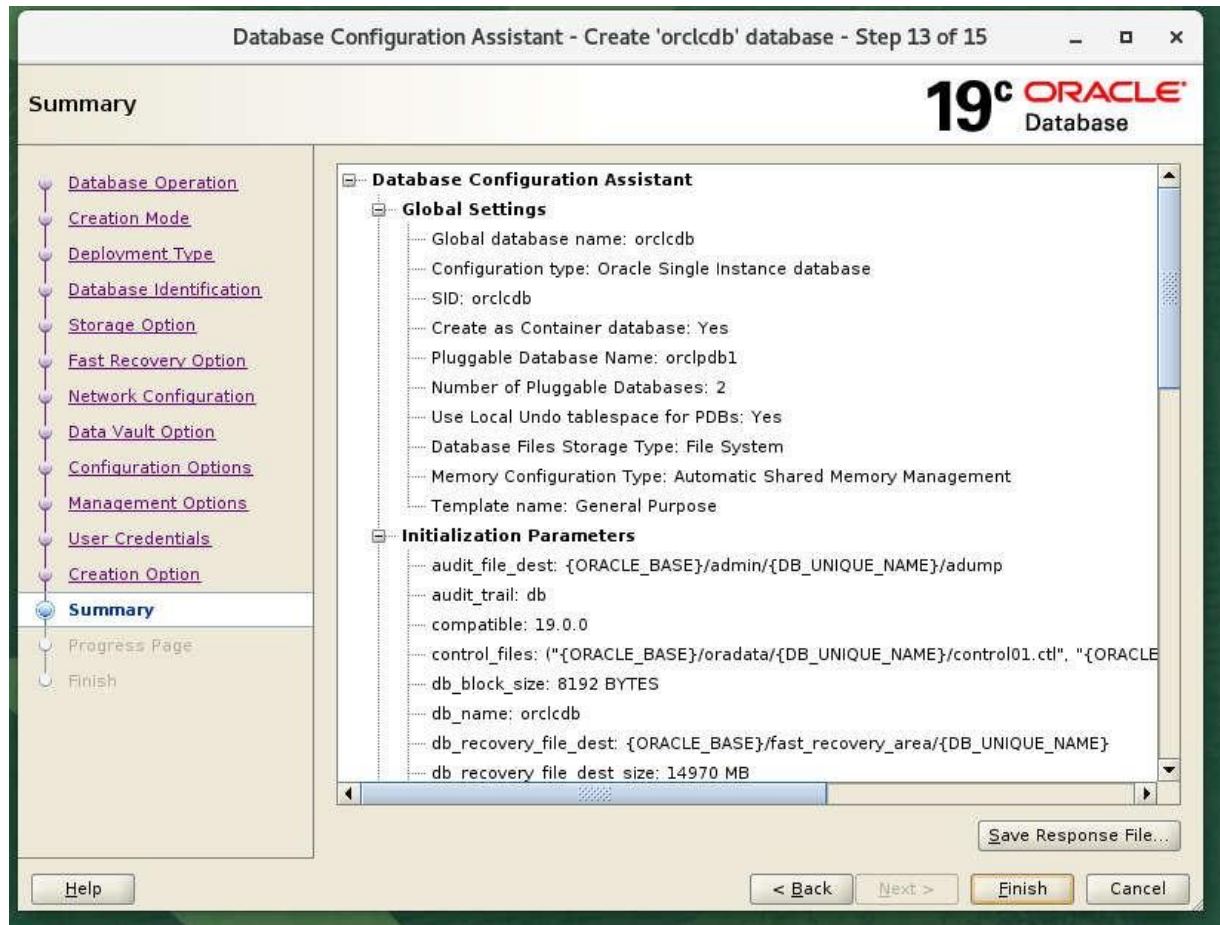 Database Configuration Assistant - Create 'orclcdb' database - Step 13 of 15
Summary
19c ORACLE
Database
Database Operation
Creation Mode
Deployment Type
Database Identification
Storage Option
Fast Recovery Option
Network Configuration
Data Vault Option
Configuration Options
Management Options
User Credentials
Creation Option
Summary
Progress Page
Finish
Database Configuration Assistant
Global Settings
Global database name: orclcdb
Configuration type: Oracle Single Instance database
SID: orclcdb
Create as Container database: Yes
Pluggable Database Name: orclpdb1
Number of Pluggable Databases: 2
Use Local Undo tablespace for PDBs: Yes
Database Files Storage Type: File System
Memory Configuration Type: Automatic Shared Memory Management
Template name: General Purpose
Initialization Parameters
audit_file_dest: {ORACLE_BASE}/admin/{DB_UNIQUE_NAME}/adump
audit_trail: db
compatible: 19.0.0
control_files: ("{ORACLE_BASE}/oradata/{DB_UNIQUE_NAME}/control01.ctl", "{ORACLE
db_block_size: 8192 BYTES
db_name: orclcdb
db_recovery_file_dest: {ORACLE_BASE}/fast_recovery_area/{DB_UNIQUE_NAME}
db_recovery_file_dest_size: 14970 MB
Save Response File...
Help
< Back
Next >
Finish
Cancel